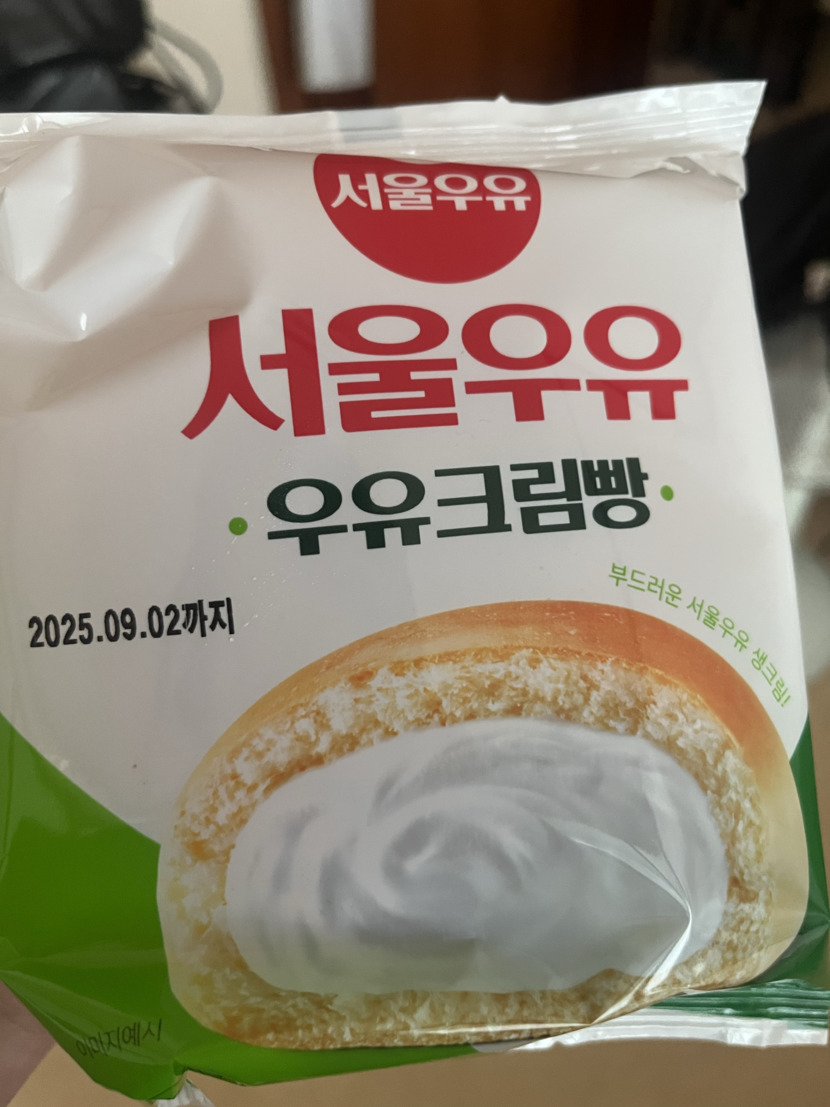 서울우유
서울우유
•우유크림빵•
2025.09.02까지
부드러운 서울우유 생크림!
이미지예시